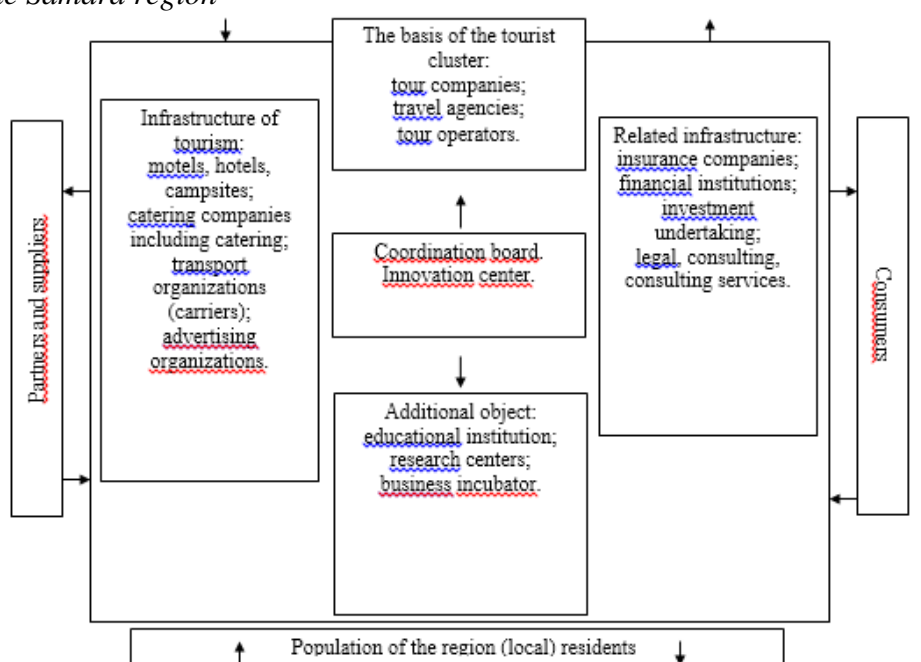 e Samara region
The basis of the tourist
cluster:
tour companies;
travel agencies;
tour operators.
Infrastructure of
tourism:
motels, hotels,
campsites;
catering companies
including catering;
transport
organizations
(carriers);
advertising
organizations.
Related infrastructure:
insurance companies;
financial institutions;
investment
undertaking;
legal, consulting,
consulting services.
Partners and suppliers
Coordination board.
Innovation center.
Consumers
Additional object:
educational institution;
research centers;
business incubator.
Population of the region (local) residents